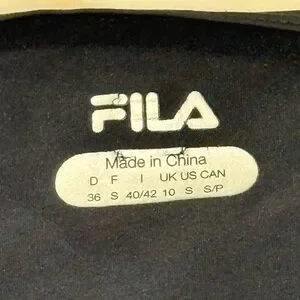 FILA
Made in China
D F I UK US CAN
36 S 40/42 10 S S/P